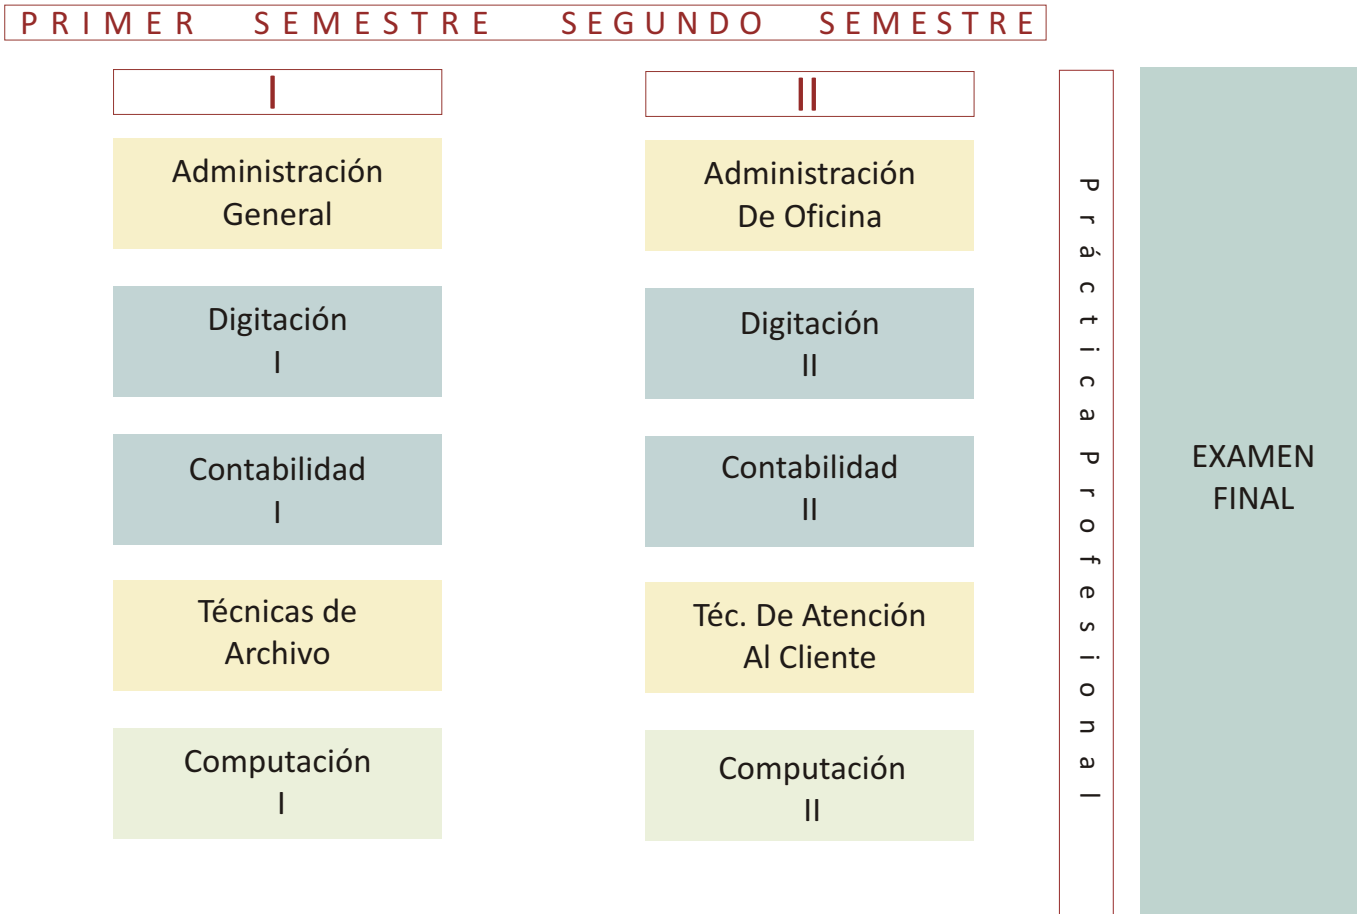 PRIMER SEMESTRE SEGUNDO SEMESTRE
I
Administración
General
Digitación
I
Contabilidad
I
Técnicas de
Archivo
Computación
I
II
Administración
De Oficina
Digitación
II
Contabilidad
II
Téc. De Atención
Al Cliente
Computación
II
Práctica Profesional
EXAMEN
FINAL